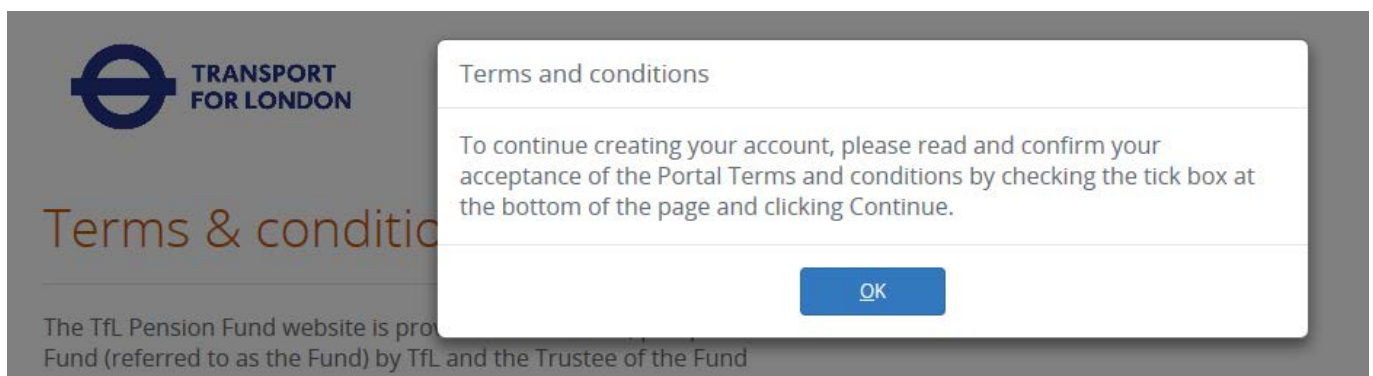 TRANSPORT
FOR LONDON
Terms and conditions
To continue creating your account, please read and confirm your
acceptance of the Portal Terms and conditions by checking the tick box at
the bottom of the page and clicking Continue.
OK
Terms & conditio
The TfL Pension Fund website is pro
Fund (referred to as the Fund) by TfL and the Trustee of the Fund